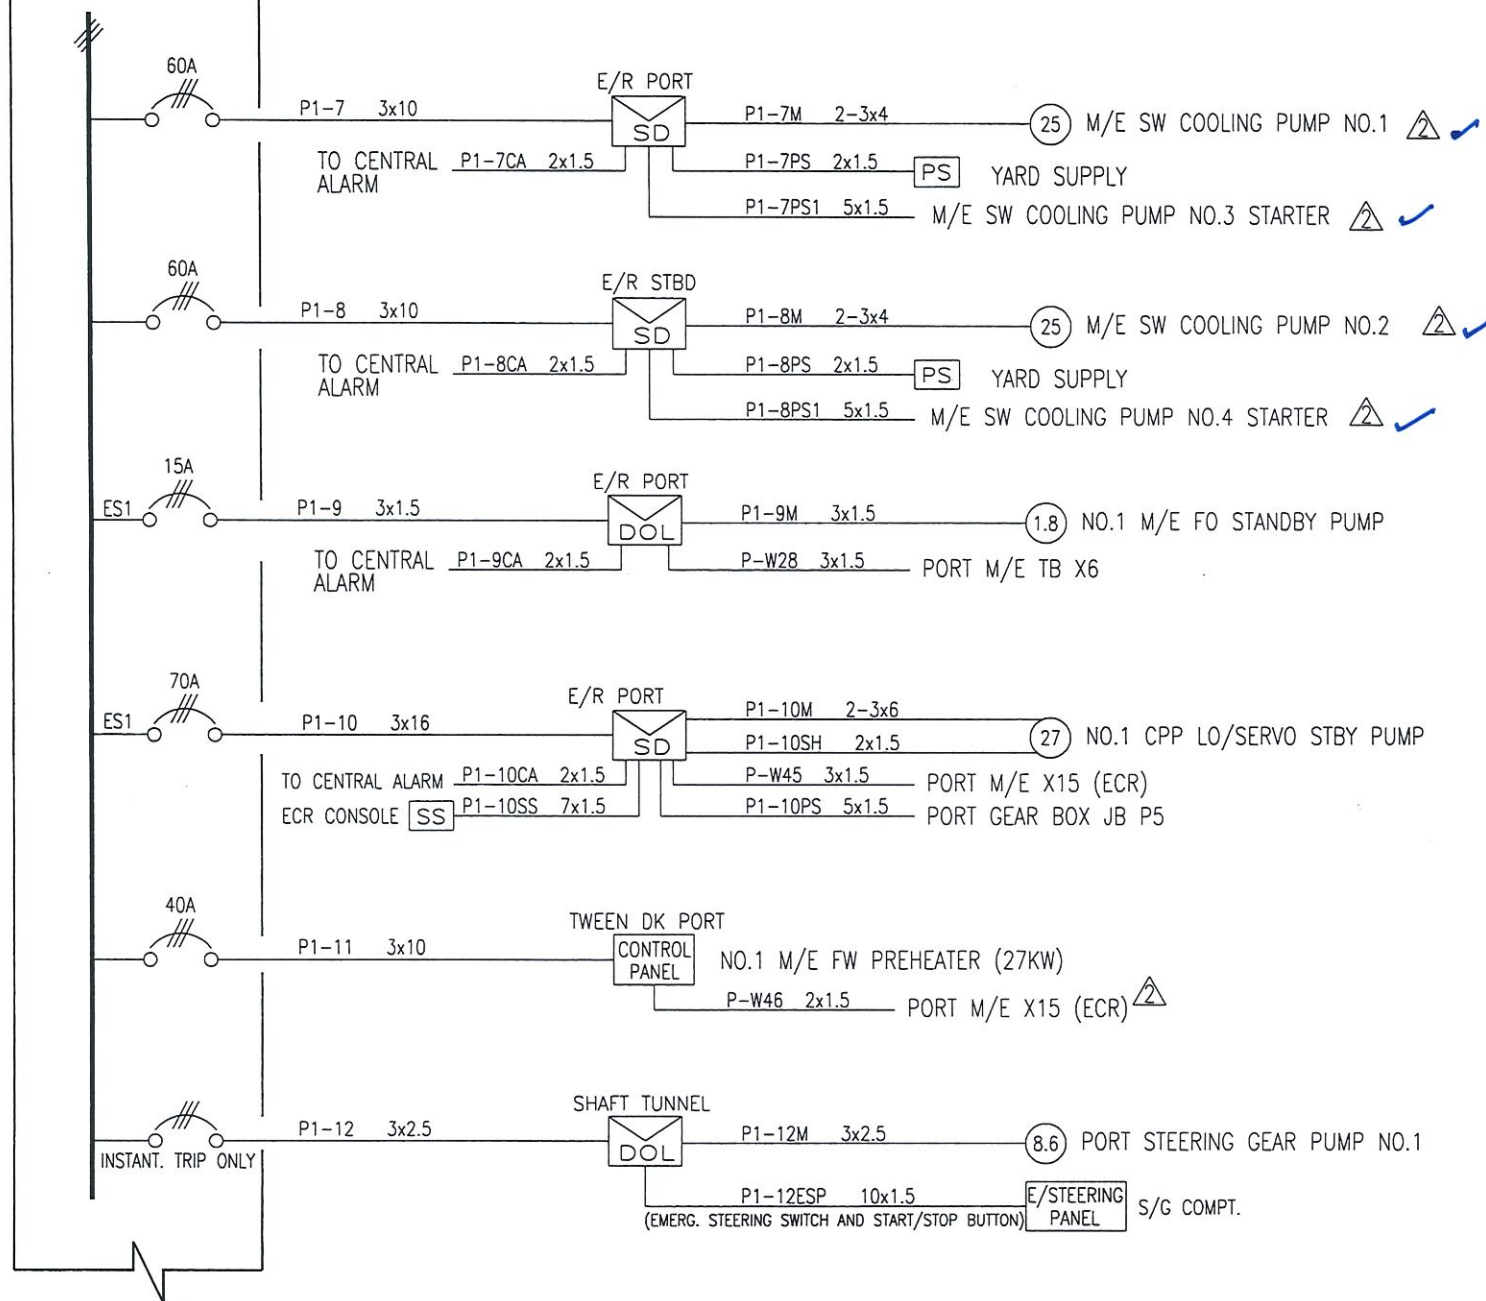 60A
E/R PORT
P1-7 3x10
SD
P1-7M 2-3x4
25 M/E SW COOLING PUMP NO.1 2
TO CENTRAL
ALARM
P1-7CA 2x1.5
P1-7PS 2x1.5
PS YARD SUPPLY
P1-7PS1 5x1.5
M/E SW COOLING PUMP NO.3 STARTER 2
60A
E/R STBD
P1-8 3x10
SD
P1-8M 2-3x4
25 M/E SW COOLING PUMP NO.2 2
TO CENTRAL
ALARM
P1-8CA 2x1.5
P1-8PS 2x1.5
PS YARD SUPPLY
P1-8PS1 5x1.5
M/E SW COOLING PUMP NO.4 STARTER 2
15A
E/R PORT
ES1
P1-9 3x1.5
DOL
P1-9M 3x1.5
1.8 NO.1 M/E FO STANDBY PUMP
TO CENTRAL
ALARM
P1-9CA 2x1.5
P-W28 3x1.5
PORT M/E TB X6
70A
E/R PORT
ES1
P1-10 3x16
SD
P1-10M 2-3x6
P1-10SH 2x1.5
27 NO.1 CPP LO/SERVO STBY PUMP
TO CENTRAL ALARM P1-10CA 2x1.5
P-W45 3x1.5
PORT M/E X15 (ECR)
ECR CONSOLE SS P1-10SS 7x1.5
P1-10PS 5x1.5
PORT GEAR BOX JB P5
40A
TWEEN DK PORT
P1-11 3x10
CONTROL
PANEL
NO.1 M/E FW PREHEATER (27KW)
P-W46 2x1.5
PORT M/E X15 (ECR) 2
SHAFT TUNNEL
P1-12 3x2.5
INSTANT. TRIP ONLY
DOL
P1-12M 3x2.5
8.6 PORT STEERING GEAR PUMP NO.1
P1-12ESP 10x1.5
(EMERG. STEERING SWITCH AND START/STOP BUTTON)
E/STEERING
PANEL
S/G COMPT.